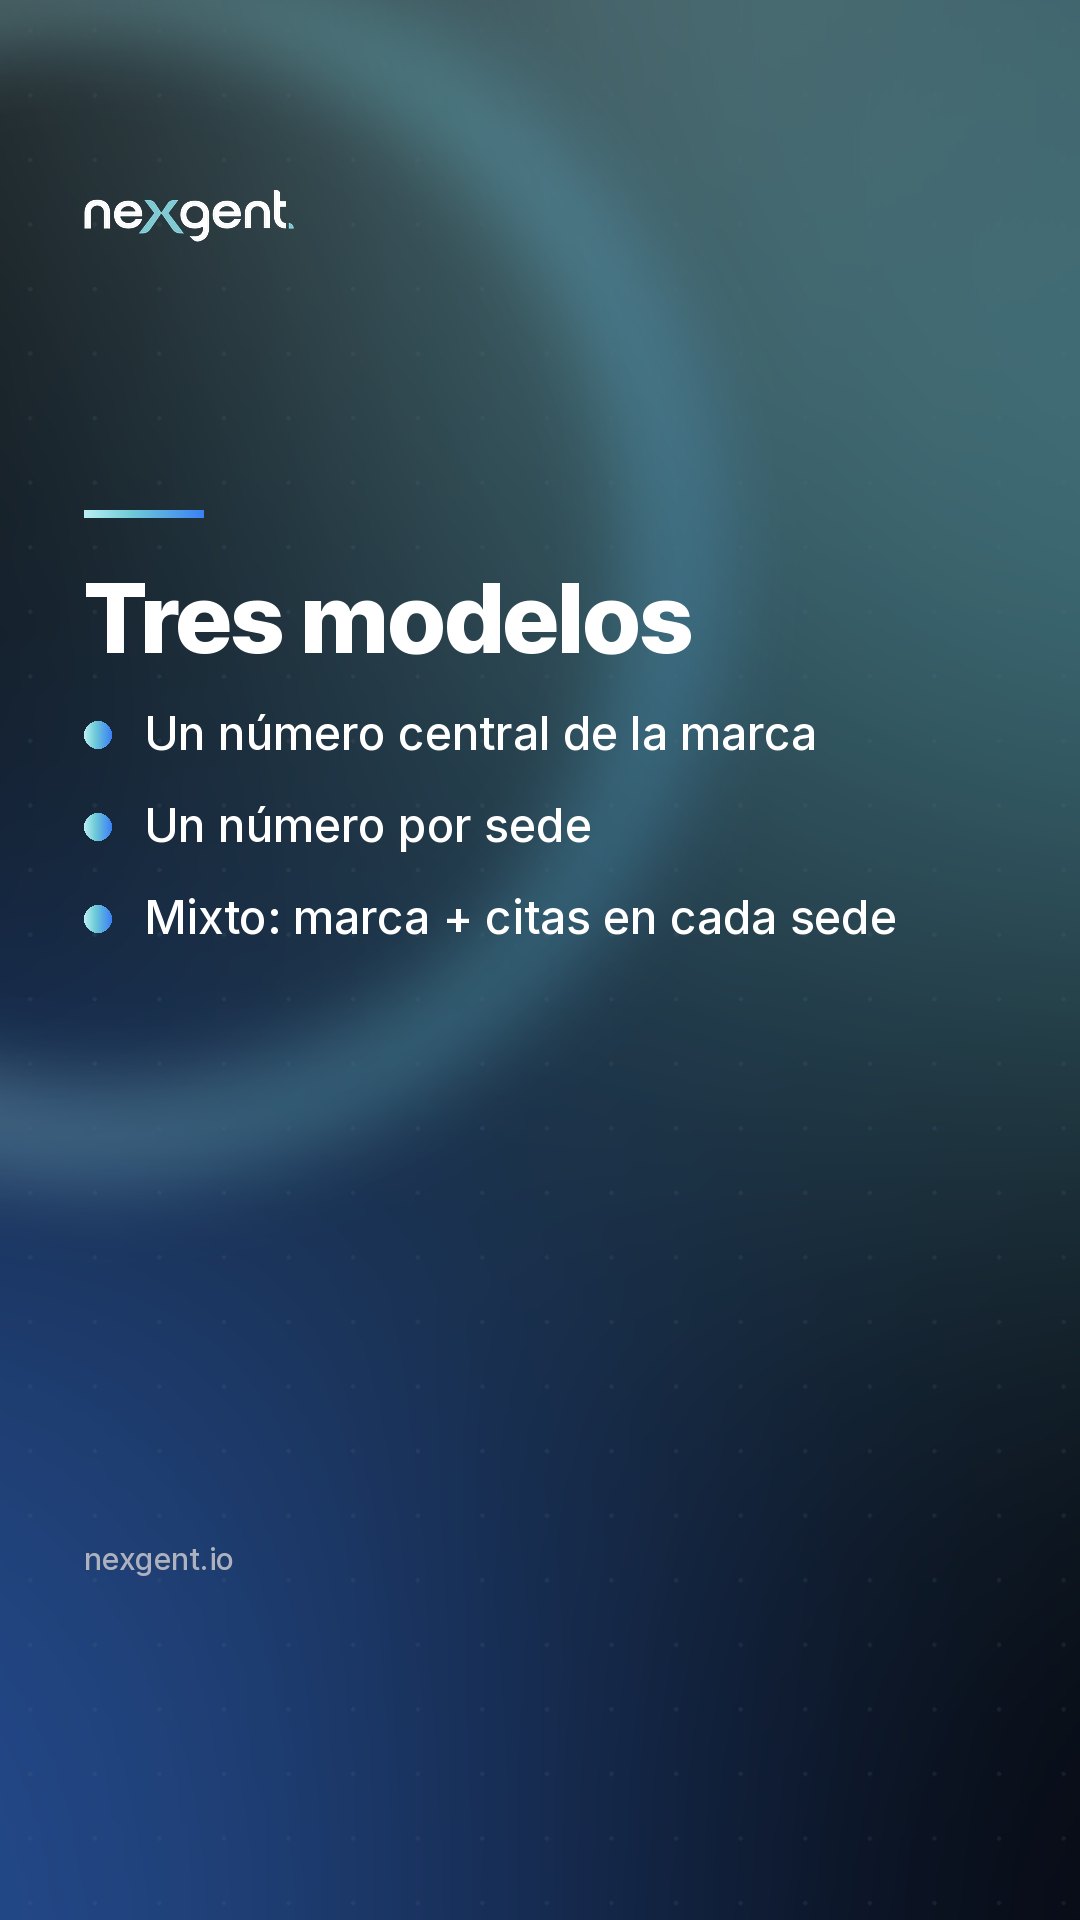 nexgent.
Tres modelos
Un número central de la marca
Un número por sede
Mixto: marca + citas en cada sede
nexgent.io